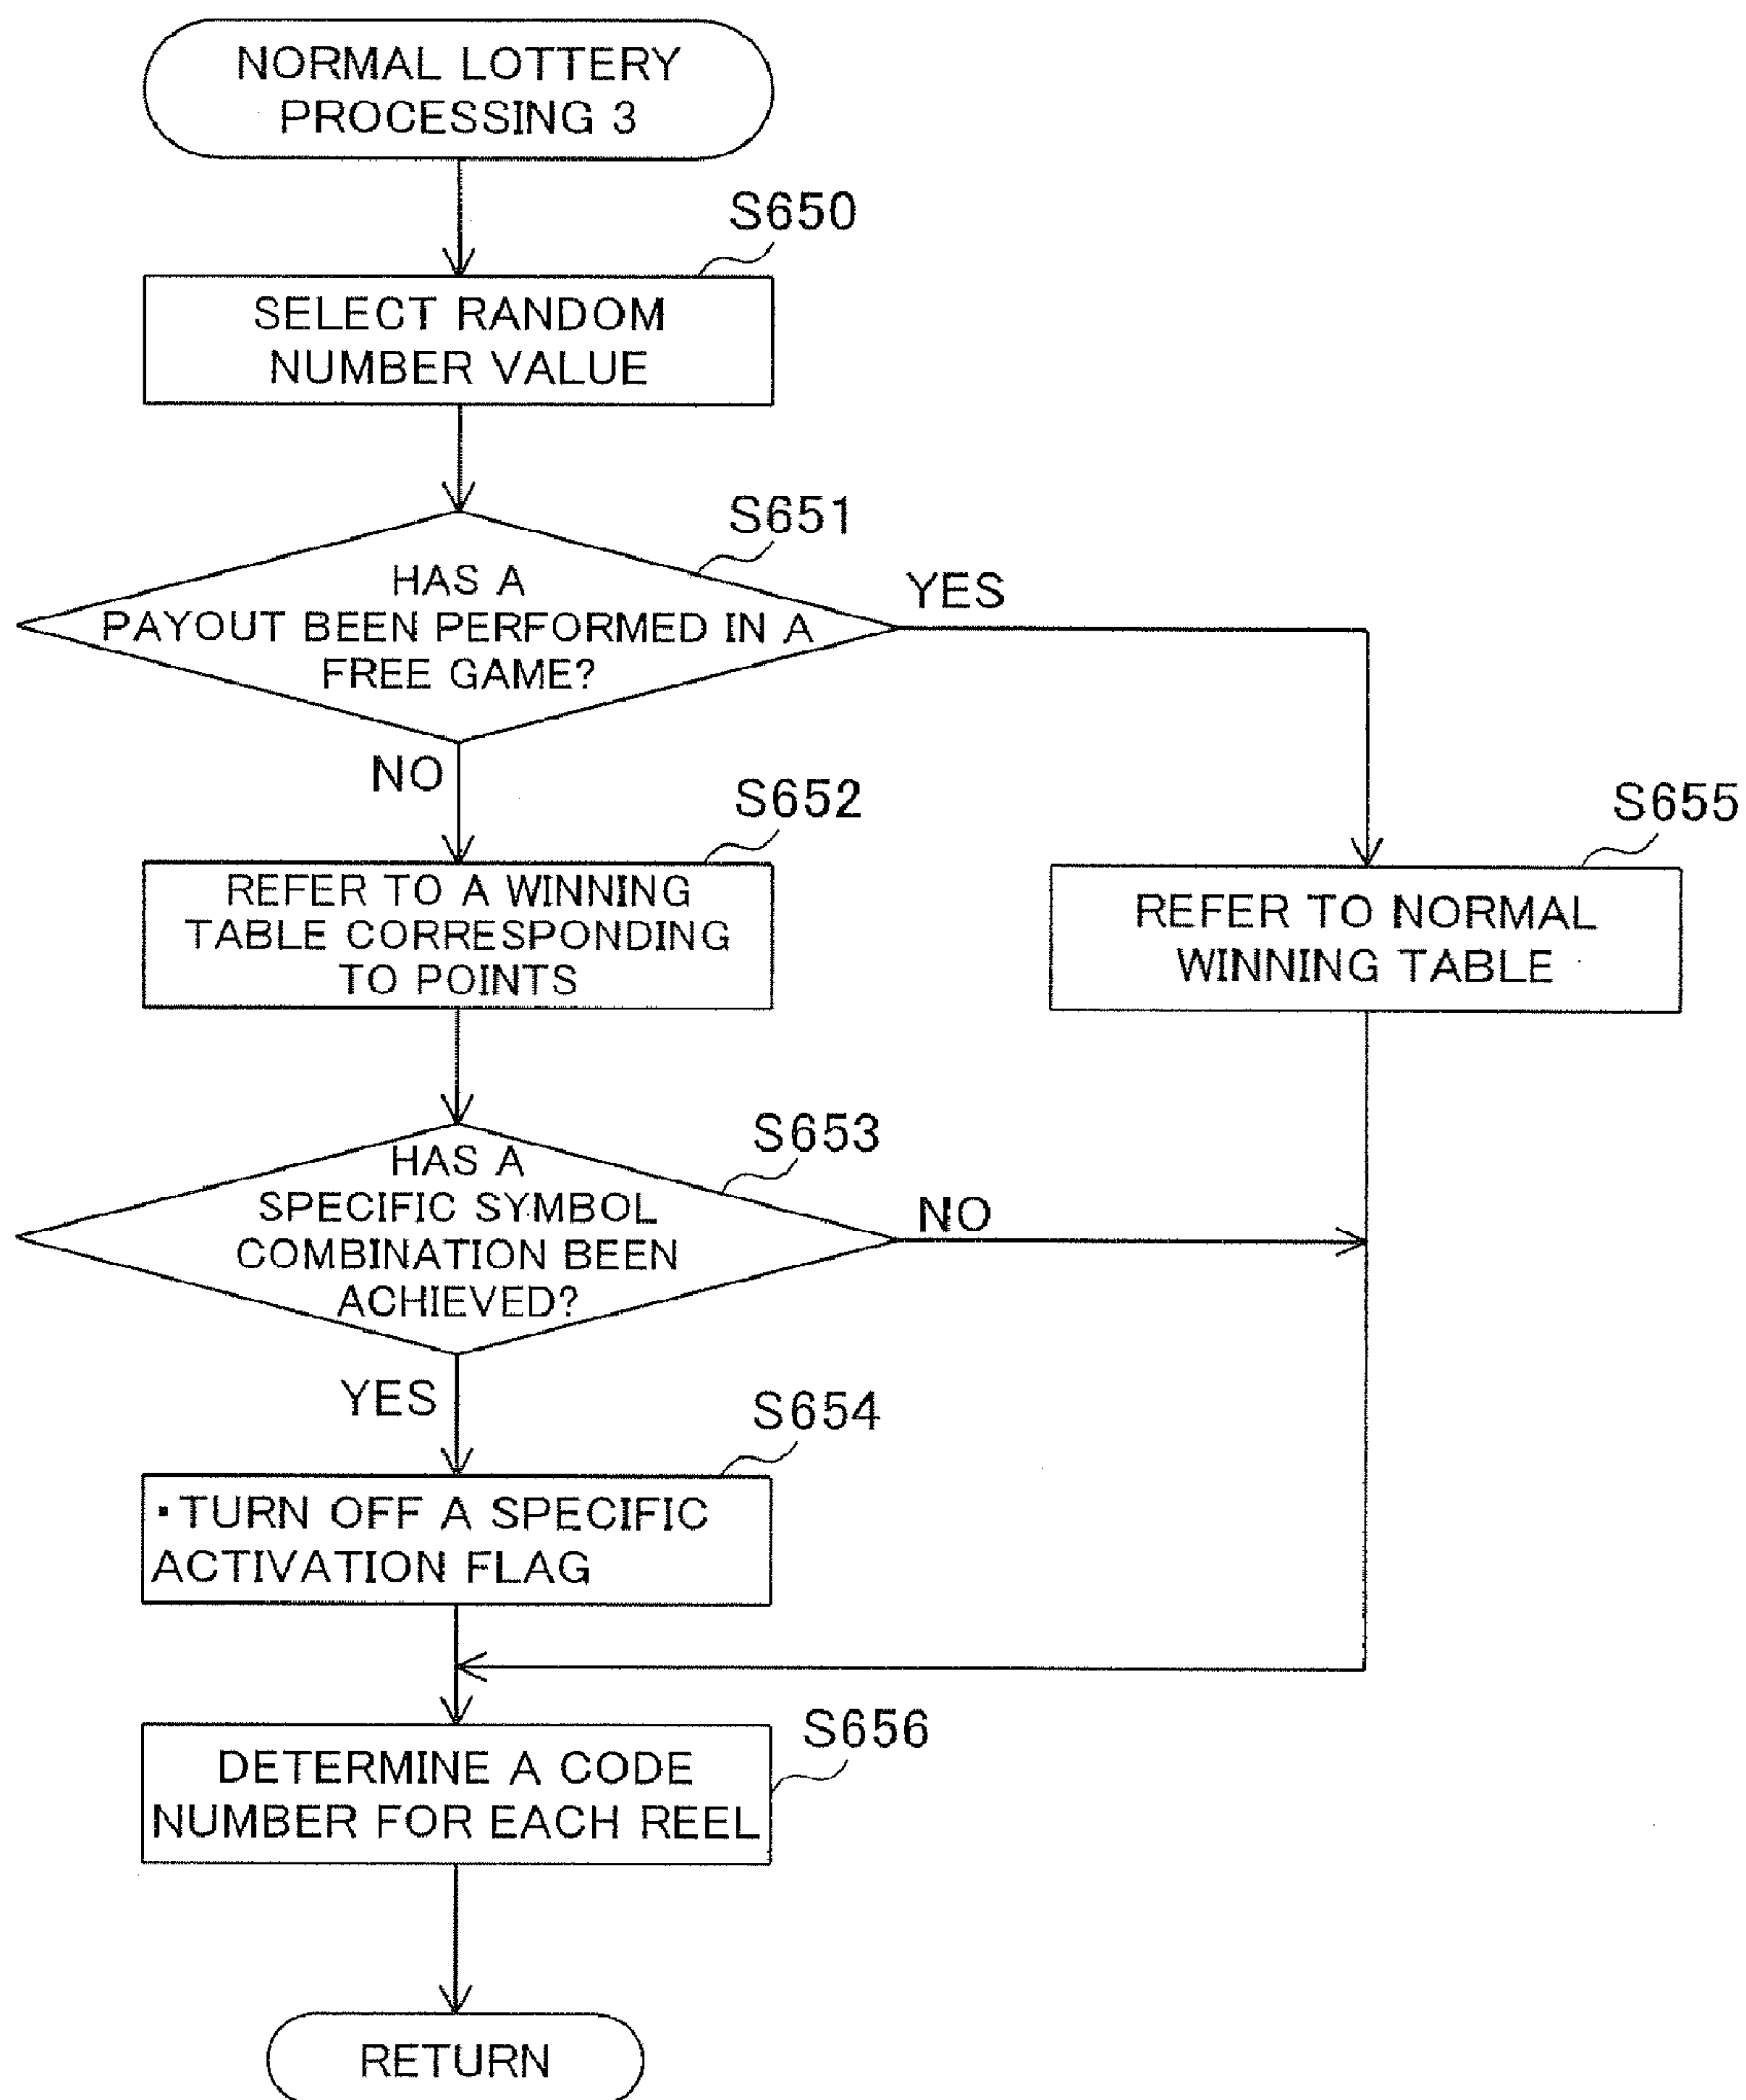 NORMAL LOTTERY
PROCESSING 3
S650
SELECT RANDOM
NUMBER VALUE
S651
HAS A
PAYOUT BEEN PERFORMED IN A
FREE GAME?
YES
NO
S652
REFER TO A WINNING
TABLE CORRESPONDING
TO POINTS
S655
REFER TO NORMAL
WINNING TABLE
S653
HAS A
SPECIFIC SYMBOL
COMBINATION BEEN
ACHIEVED?
NO
YES
S654
・TURN OFF A SPECIFIC
ACTIVATION FLAG
S656
DETERMINE A CODE
NUMBER FOR EACH REEL
RETURN